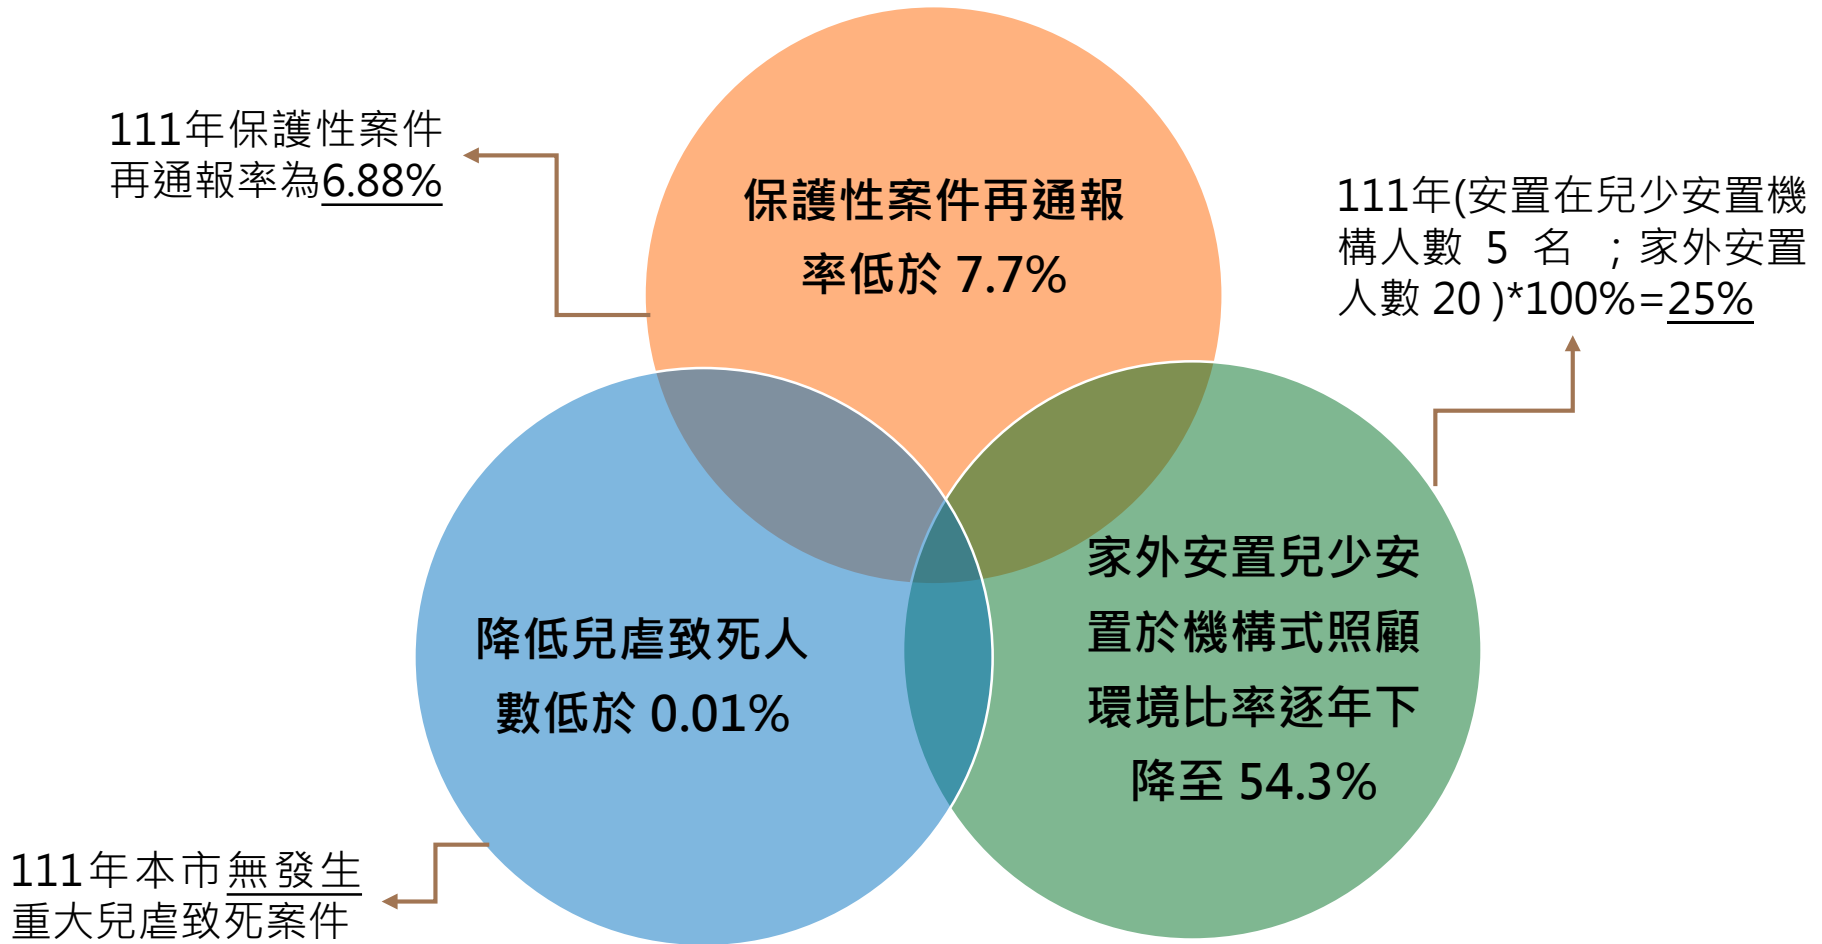 111年保護性案件
再通報率為6.88%
保護性案件再通報
率低於 7.7%
111年(安置在兒少安置機
構人數 5 名 ；家外安置
人數 20 )*100%=25%
降低兒虐致死人
數低於 0.01%
家外安置兒少安
置於機構式照顧
環境比率逐年下
降至 54.3%
111年本市無發生
重大兒虐致死案件